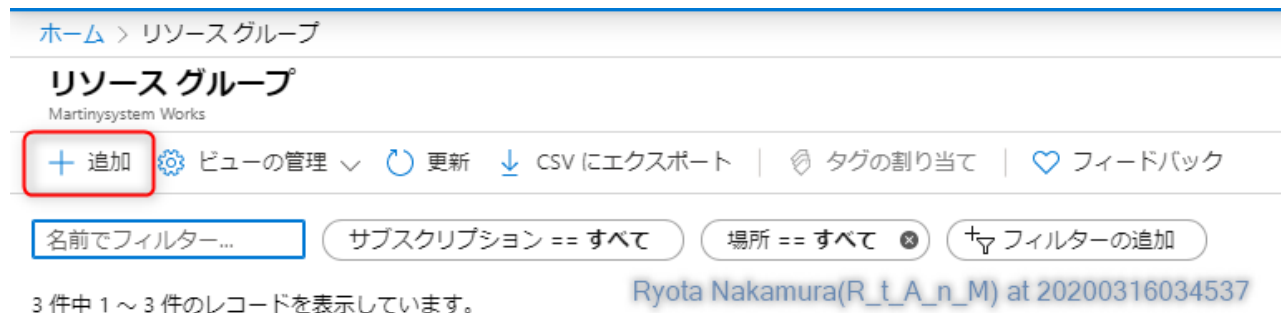 ホーム > リソース グループ
リソース グループ
Martinysystem Works
＋ 追加 ビューの管理 更新 CSV にエクスポート タグの割り当て フィードバック
名前でフィルター... サブスクリプション == すべて 場所 == すべて フィルターの追加
3 件中 1 ～ 3 件のレコードを表示しています。
Ryota Nakamura(R_t_A_n_M) at 20200316034537